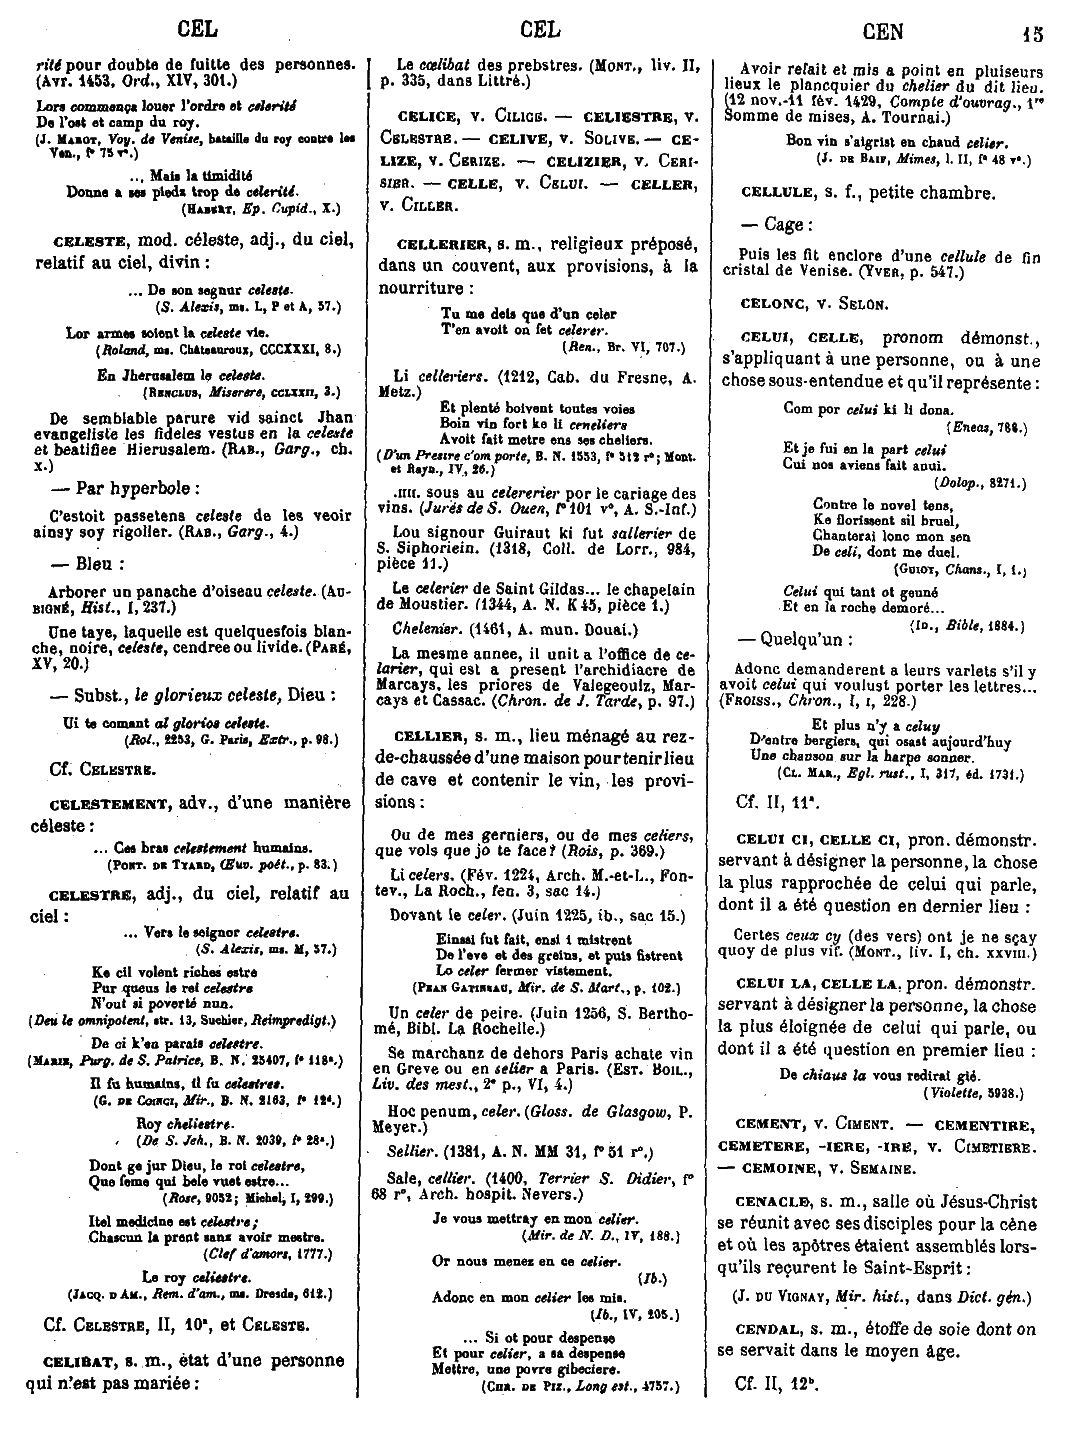 CEL
CEL
CEN
15
rité pour doubte de fuitte des personnes.
(Avr. 1453, Ord., XIV, 301.)
Lors commença louer l'ordre et celerité
De l'ost et camp du roy.
(J. MAROT, Voy. de Venise, bataille du roy contre les
Ven., f° 75 v°.)
... Mais la timidité
Donne a ses pieds trop de celerité.
(HABERT, Ep. Cupid., X.)
CELESTE, mod. céleste, adj., du ciel,
relatif au ciel, divin :
... De son segnur celeste.
(S. Alexis, ms. L, P et A, 57.)
Lor armes soient la celeste vie.
(Roland, ms. Châteauroux, CCCXXXI, 8.)
En Jherusalem le celeste.
(RENCLUS, Miserere, CCLXXII, 3.)
De semblable parure vid sainct Jhan
evangeliste les fideles vestus en la celeste
et beatifiee Hierusalem. (RAB., Garg., ch.
X.)
— Par hyperbole :
C'estoit passetens celeste de les veoir
ainsy soy rigoller. (RAB., Garg., 4.)
— Bleu :
Arborer un panache d'oiseau celeste. (AU-
BIGNÉ, Hist., I, 237.)
Une taye, laquelle est quelquesfois blan-
che, noire, celeste, cendree ou livide. (PARÉ,
XV, 20.)
— Subst., le glorieux celeste, Dieu :
Ui te comant al glorios celeste.
(Rol., 2253, G. Paris, Extr., p. 98.)
Cf. CELESTRE.
CELESTEMENT, adv., d'une manière
céleste :
... Ces bras celestement humains.
(PONT. DE TYARD, Œuv. poét., p. 83.)
CELESTRE, adj., du ciel, relatif au
ciel :
... Vers le seignor celestre.
(S. Alexis, ms. M, 57.)
Ke cil volent riches estre
Pur queus le rei celestre
N'out si poverté nun.
(Deu le omnipotent, str. 13, Suchier, Reimpredigt.)
De ci k'en parais celestre.
(MARIE, Purg. de S. Patrice, B. N. 25407, f° 118ª.)
Il fu humains, il fu celestres.
(G. DE COINCI, Mir., B. N. 2163, f° 12ᵈ.)
Roy cheliestre.
(De S. Jeh., B. N. 2039, f° 28ª.)
Dont ge jur Dieu, le roi celestre,
Que feme qui bele vuet estre...
(Rose, 9052; Michel, I, 299.)
Itel medicine est celestre;
Chascun la prent sanz avoir mestre.
(Clef d'amors, 1777.)
Le roy celiestre.
(JACQ. D AM., Rem. d'am., ms. Dresde, 612.)
Cf. CELESTRE, II, 10ª, et CELESTE.
CELIBAT, s. m., état d'une personne
qui n'est pas mariée :
Le cœlibat des prebstres. (MONT., liv. II,
p. 335, dans Littré.)
CELICE, v. CILICE. — CELIESTRE, v.
CELESTRE. — CELIVE, v. SOLIVE. — CE-
LIZE, v. CERIZE. — CELIZIER, v. CERI-
SIER. — CELLE, v. CELUI. — CELLER,
v. CILLER.
CELLERIER, s. m., religieux préposé,
dans un couvent, aux provisions, à la
nourriture :
Tu me deis que d'un celer
T'en avoit on fet celerer.
(Ren., Br. VI, 707.)
Li celleriers. (1212, Cab. du Fresne, A.
Metz.)
Et plenté boivent toutes voies
Boin vin fort ke li ceneliers
Avoit fait metre ens ses cheliers.
(D'un Prestre c'om porte, B. N. 1553, f° 512 r°; Mont.
et Rayn., IV, 26.)
.IIII. sous au celererier por le cariage des
vins. (Jurés de S. Ouen, f° 101 v°, A. S.-Inf.)
Lou signour Guiraut ki fut sallerier de
S. Siphoriein. (1318, Coll. de Lorr., 984,
pièce 11.)
Le celerier de Saint Gildas... le chapelain
de Moustier. (1344, A. N. K 45, pièce 1.)
Chelenier. (1461, A. mun. Douai.)
La mesme annee, il unit a l'office de ce-
larier, qui est a present l'archidiacre de
Marcays, les priores de Valegeoulz, Mar-
cays et Cassac. (Chron. de J. Tarde, p. 97.)
CELLIER, s. m., lieu ménagé au rez-
de-chaussée d'une maison pour tenir lieu
de cave et contenir le vin, les provi-
sions :
Ou de mes gerniers, ou de mes celiers,
que vols que jo te face? (Rois, p. 369.)
Li celers. (Fév. 1224, Arch. M.-et-L., Fon-
tev., La Roch., fen. 3, sac 14.)
Dovant le celer. (Juin 1225, ib., sac 15.)
Einssi fut fait, ensi i mistrent
De l'eve et des greins, et puis fistrent
Lo celer fermer vistement.
(PEAN GATINEAU, Mir. de S. Mart., p. 102.)
Un celer de peire. (Juin 1256, S. Bertho-
mé, Bibl. La Rochelle.)
Se marchanz de dehors Paris achate vin
en Greve ou en selier a Paris. (EST. BOIL.,
Liv. des mest., 2ᵉ p., VI, 4.)
Hoc penum, celer. (Gloss. de Glasgow, P.
Meyer.)
Sellier. (1381, A. N. MM 31, f° 51 r°.)
Sale, cellier. (1400, Terrier S. Didier, f°
68 r°, Arch. hospit. Nevers.)
Je vous mettray en mon celier.
(Mir. de N. D., IV, 188.)
Or nous menez en ce celier.
(Ib.)
Adonc en mon celier les mis.
(Ib., IV, 205.)
... Si ot pour despense
Et pour celier, a sa despense
Mettre, une povre gibeciere.
(CHR. DE PIZ., Long est., 4757.)
Avoir refait et mis a point en pluiseurs
lieux le plancquier du chelier du dit lieu.
(12 nov.-11 fév. 1429, Compte d'ouvrag., 1ʳᵉ
Somme de mises, A. Tournai.)
Bon vin s'aigrist en chaud celier.
(J. DE BAIF, Mimes, l. II, f° 48 v°.)
CELLULE, s. f., petite chambre.
— Cage :
Puis les fit enclore d'une cellule de fin
cristal de Venise. (YVER, p. 547.)
CELONC, v. SELON.
CELUI, CELLE, pronom démonst.,
s'appliquant à une personne, ou à une
chose sous-entendue et qu'il représente :
Com por celui ki li dona.
(Eneas, 788.)
Et je fui en la part celui
Cui nos aviens fait anui.
(Dolop., 8271.)
Contre le novel tens,
Ke florissent sil bruel,
Chanterai lonc mon sen
De celi, dont me duel.
(GUIOT, Chans., I, 1.)
Celui qui tant ot genné
Et en la roche demoré...
(ID., Bible, 1884.)
— Quelqu'un :
Adonc demanderent a leurs varlets s'il y
avoit celui qui voulust porter les lettres...
(FROISS., Chron., I, I, 228.)
Et plus n'y a celuy
D'entre bergiers, qui osast aujourd'huy
Une chanson sur la harpe sonner.
(CL. MAR., Egl. rust., I, 317, éd. 1731.)
Cf. II, 11ª.
CELUI CI, CELLE CI, pron. démonstr.
servant à désigner la personne, la chose
la plus rapprochée de celui qui parle,
dont il a été question en dernier lieu :
Certes ceux cy (des vers) ont je ne sçay
quoy de plus vif. (MONT., liv. I, ch. XXVIII.)
CELUI LA, CELLE LA, pron. démonstr.
servant à désigner la personne, la chose
la plus éloignée de celui qui parle, ou
dont il a été question en premier lieu :
De chiaus la vous redirai gié.
(Violette, 5938.)
CEMENT, v. CIMENT. — CEMENTIRE,
CEMETERE, -IERE, -IRE, v. CIMETIERE.
— CEMOINE, v. SEMAINE.
CENACLE, s. m., salle où Jésus-Christ
se réunit avec ses disciples pour la cène
et où les apôtres étaient assemblés lors-
qu'ils reçurent le Saint-Esprit :
(J. DU VIGNAY, Mir. hist., dans Dict. gén.)
CENDAL, s. m., étoffe de soie dont on
se servait dans le moyen âge.
Cf. II, 12ᵇ.